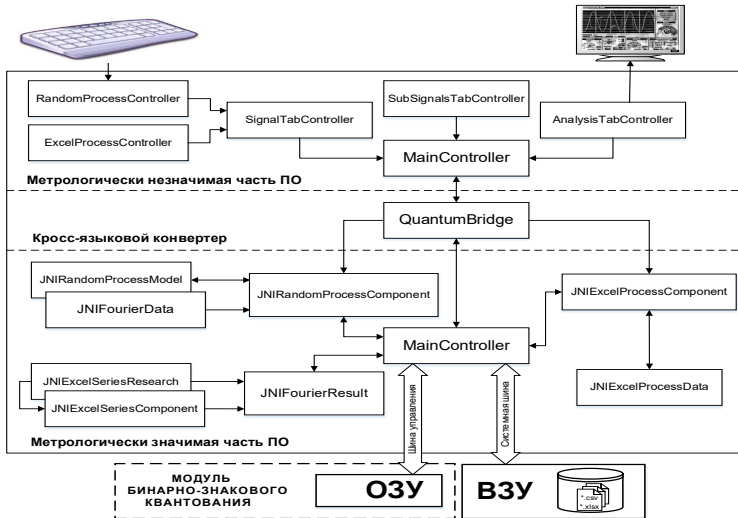 RandomProcessController
SubSignalsTabController
SignalTabController
AnalysisTabController
ExcelProcessController
MainController
Метрологически незначимая часть ПО
QuantumBridge
Кросс-языковой конвертер
JNIRandomProcessModel
JNIFourierData
JNIRandomProcessComponent
JNIExcelProcessComponent
MainController
JNIExcelSeriesResearch
JNIExcelSeriesComponent
JNIFourierResult
JNIExcelProcessData
Шина управления
Системная шина
Метрологически значимая часть ПО
МОДУЛЬ
БИНАРНО-ЗНАКОВОГО
КВАНТОВАНИЯ
ОЗУ
ВЗУ
*.csv
*.xlsx